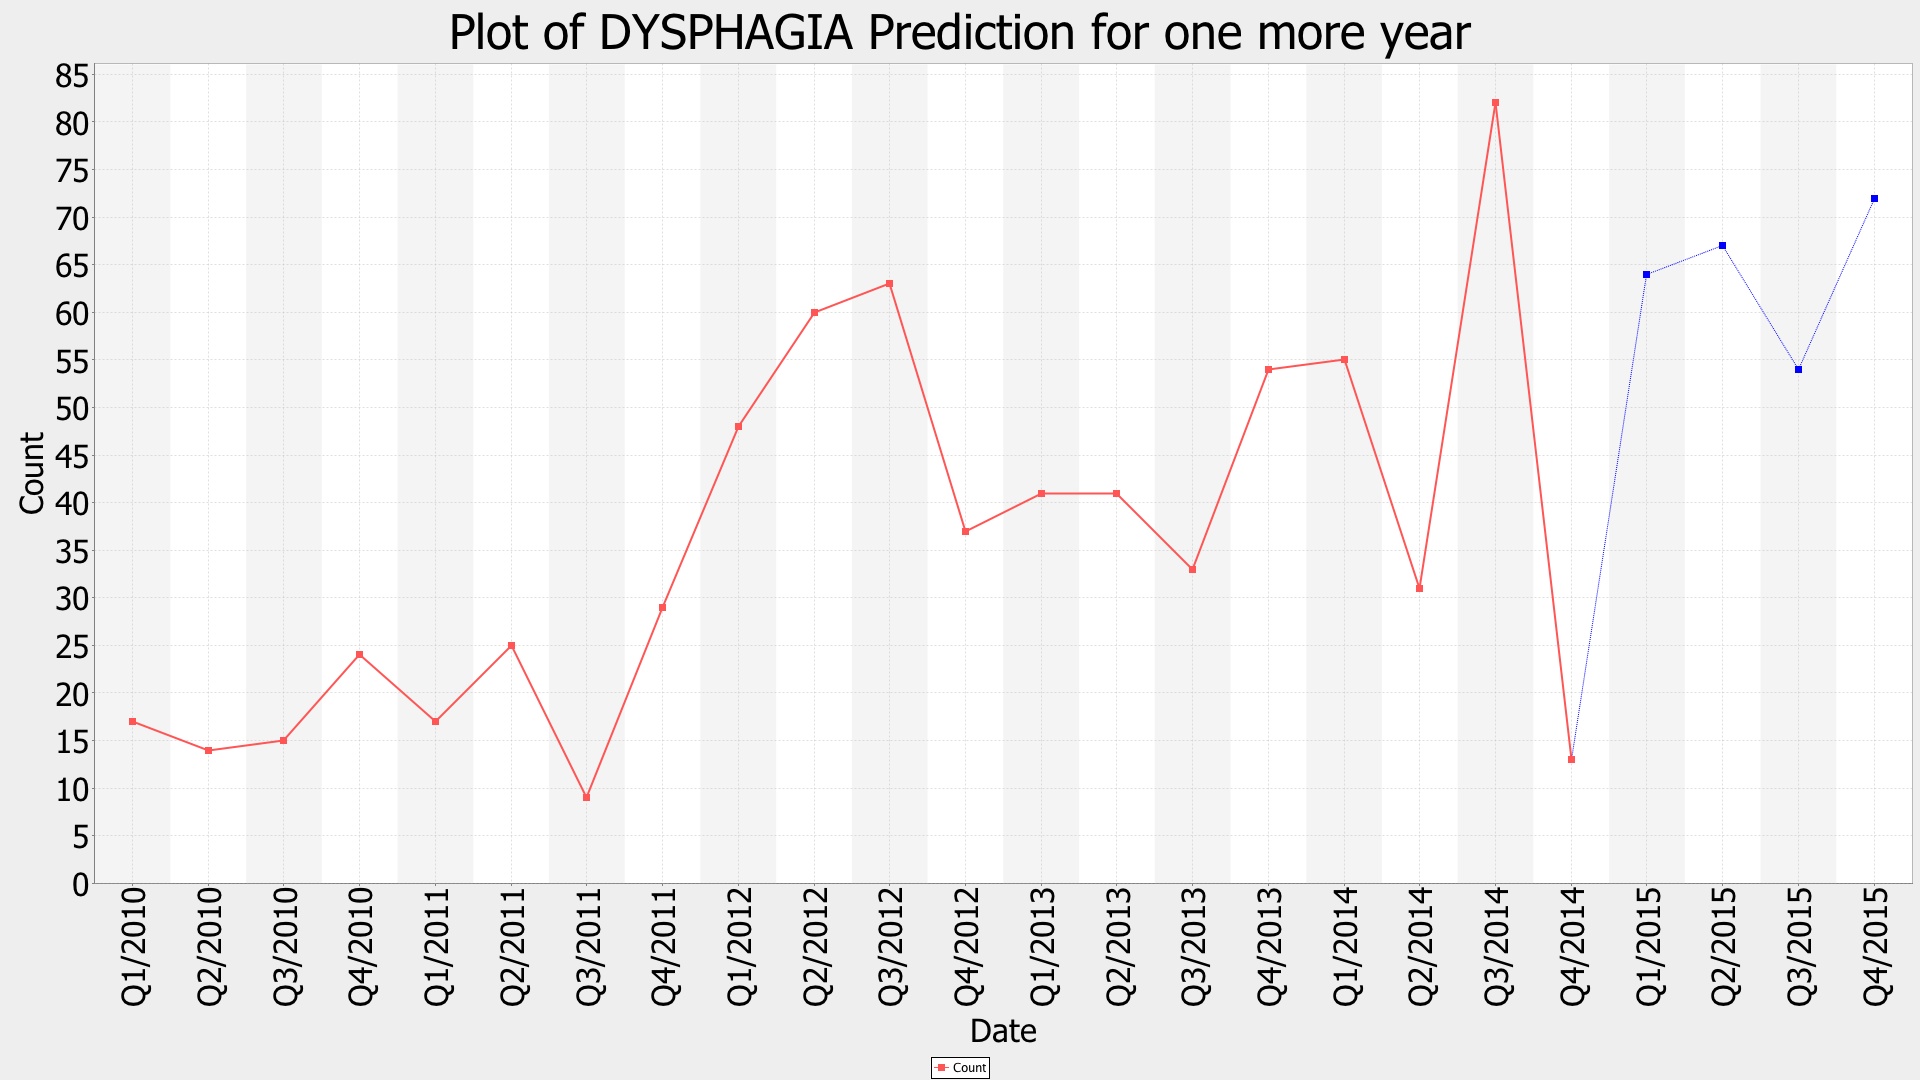 Plot of DYSPHAGIA Prediction for one more year
85
80
75
70
65
60
55
50
45
40
35
30
25
20
15
10
5
0
Count
Q1/2010
Q2/2010
Q3/2010
Q4/2010
Q1/2011
Q2/2011
Q3/2011
Q4/2011
Q1/2012
Q2/2012
Q3/2012
Q4/2012
Q1/2013
Q2/2013
Q3/2013
Q4/2013
Q1/2014
Q2/2014
Q3/2014
Q4/2014
Q1/2015
Q2/2015
Q3/2015
Q4/2015
Date
Count